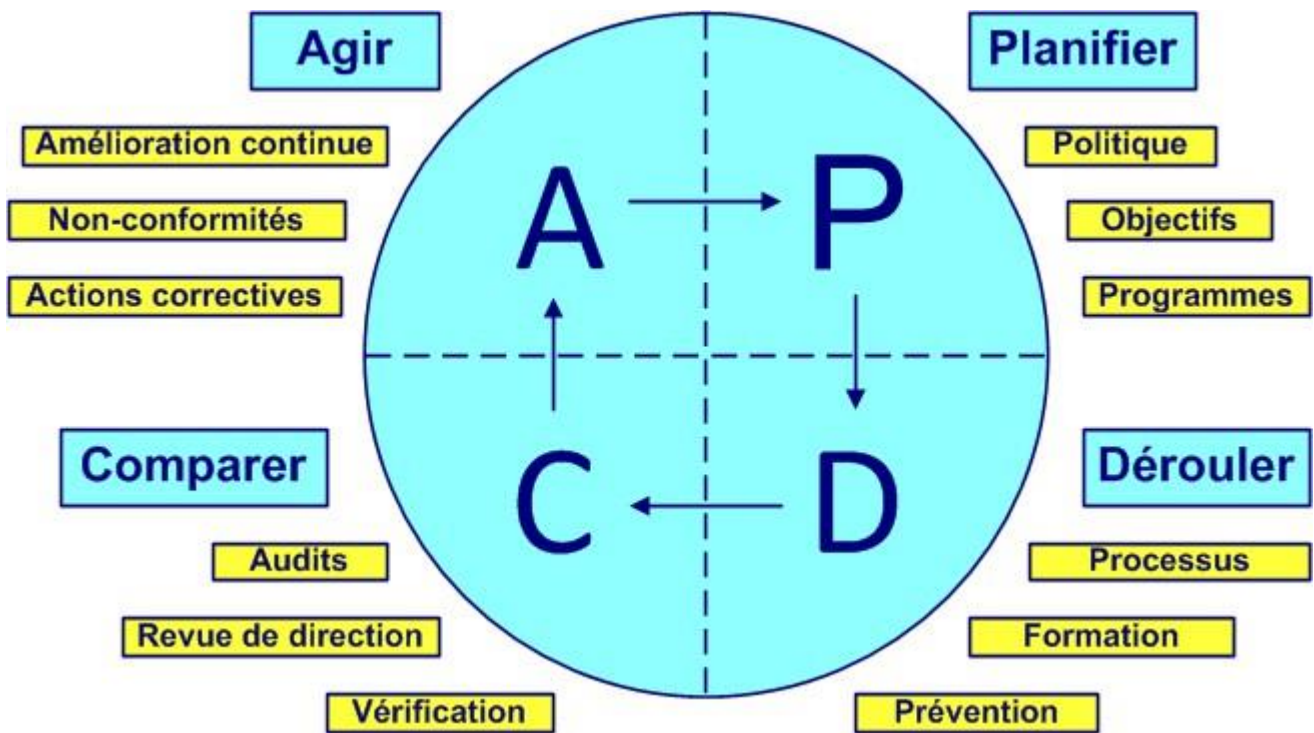 Agir
Planifier
Amélioration continue
Politique
Non-conformités
Objectifs
Actions correctives
Programmes
A
P
Comparer
Dérouler
C
D
Audits
Processus
Revue de direction
Formation
Vérification
Prévention